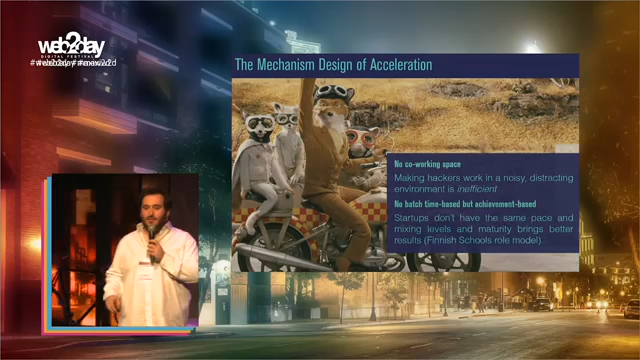 web2day
DIGITAL FESTIVAL
The Mechanism Design of Acceleration
No co-working space
Making hackers work in a noisy, distracting
environment is inefficient
No batch time-based but achievement-based
Startups don't have the same pace and
mixing levels and maturity brings better
results (Finnish Schools role model).